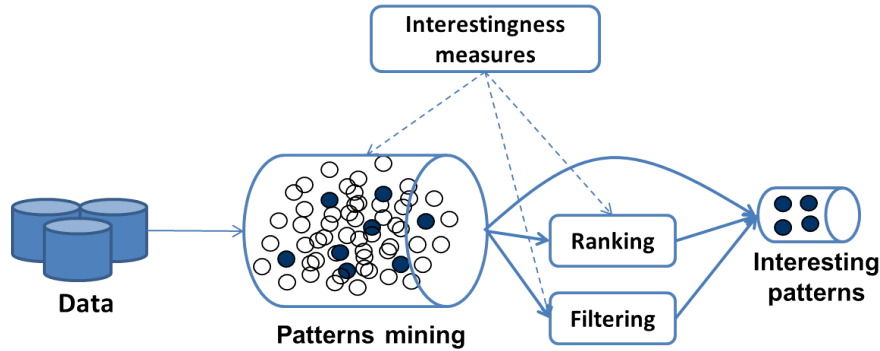 Interestingness
measures
Data
Patterns mining
Ranking
Filtering
Interesting
patterns